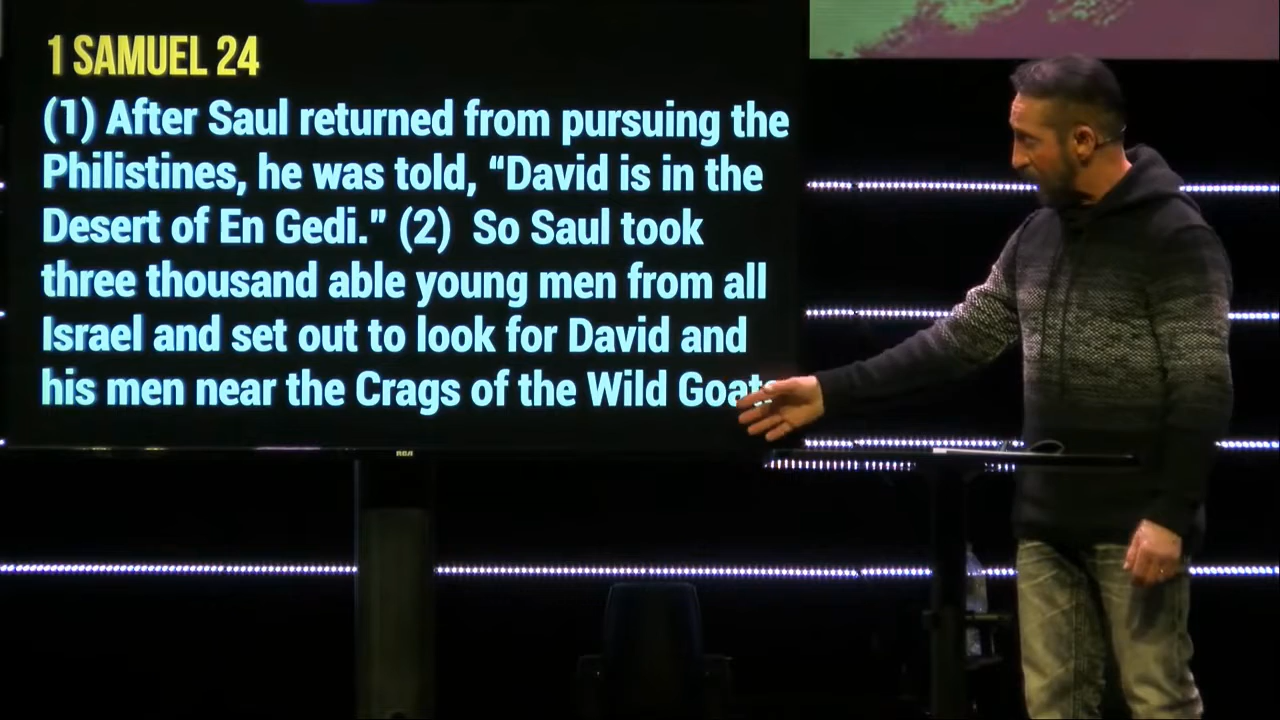 1 SAMUEL 24
(1) After Saul returned from pursuing the
Philistines, he was told, “David is in the
Desert of En Gedi.” (2) So Saul took
three thousand able young men from all
Israel and set out to look for David and
his men near the Crags of the Wild Goats
RCA